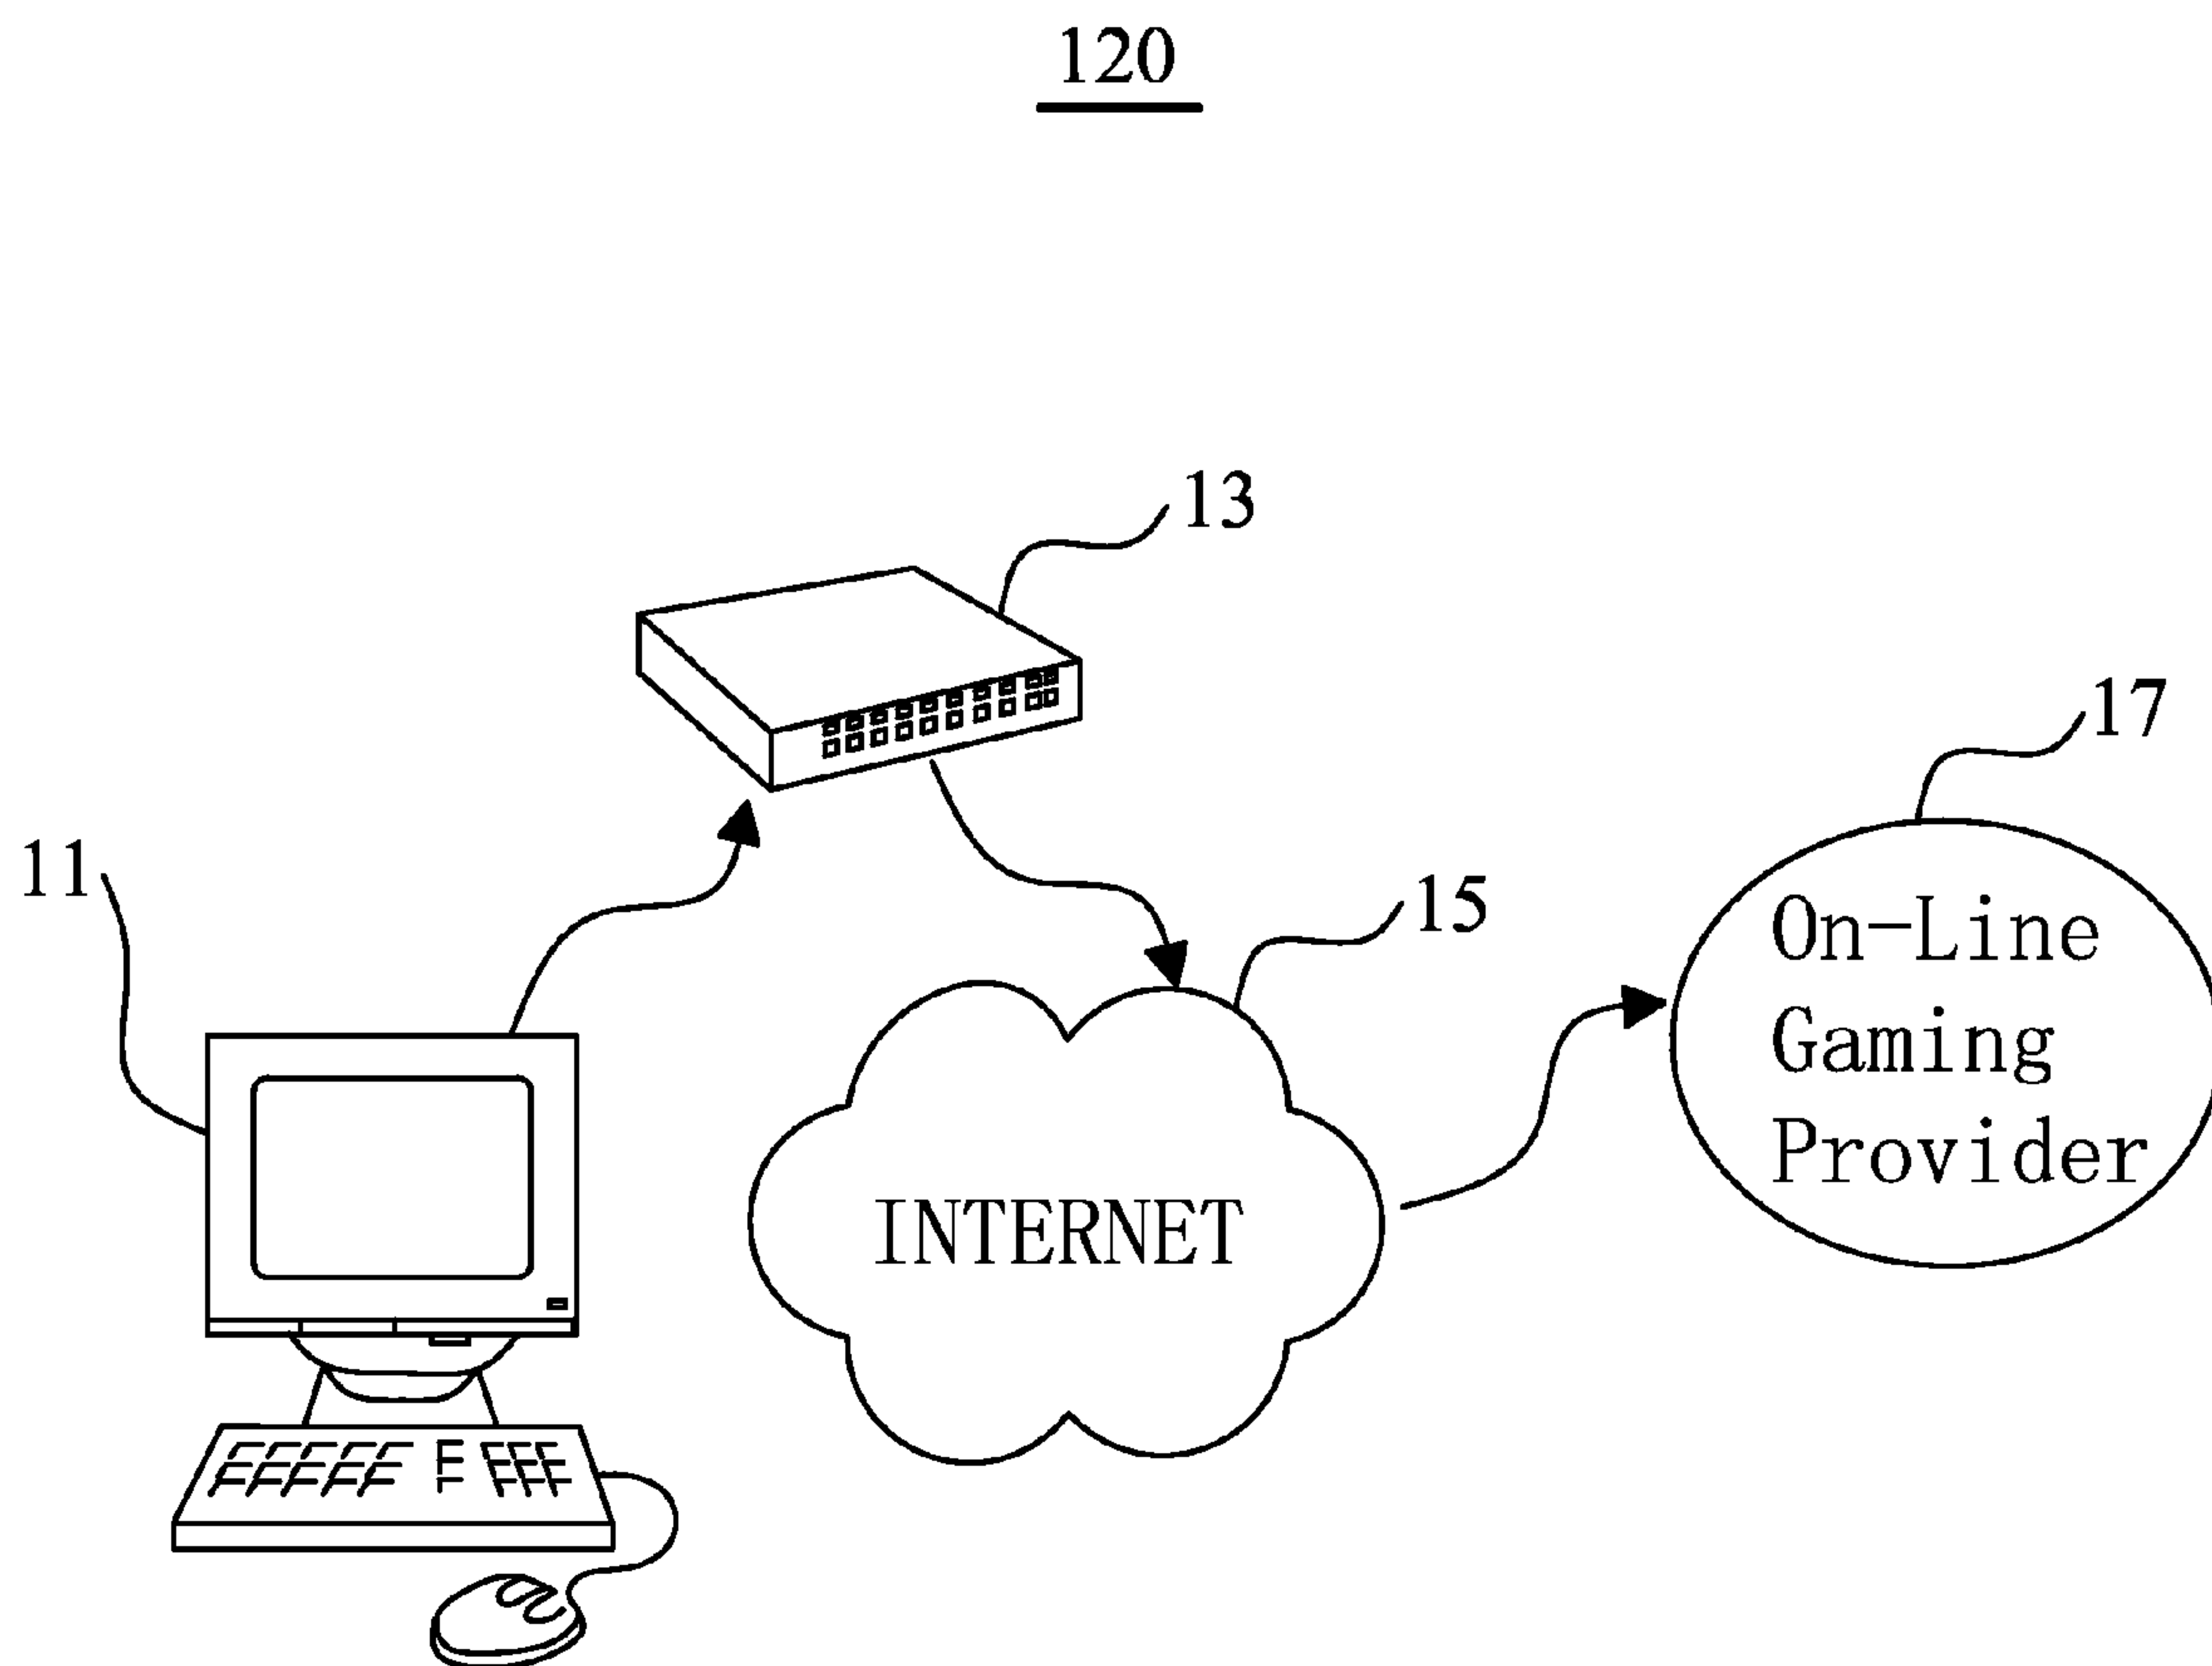 120
13
17
11
15
On-Line
Gaming
Provider
INTERNET